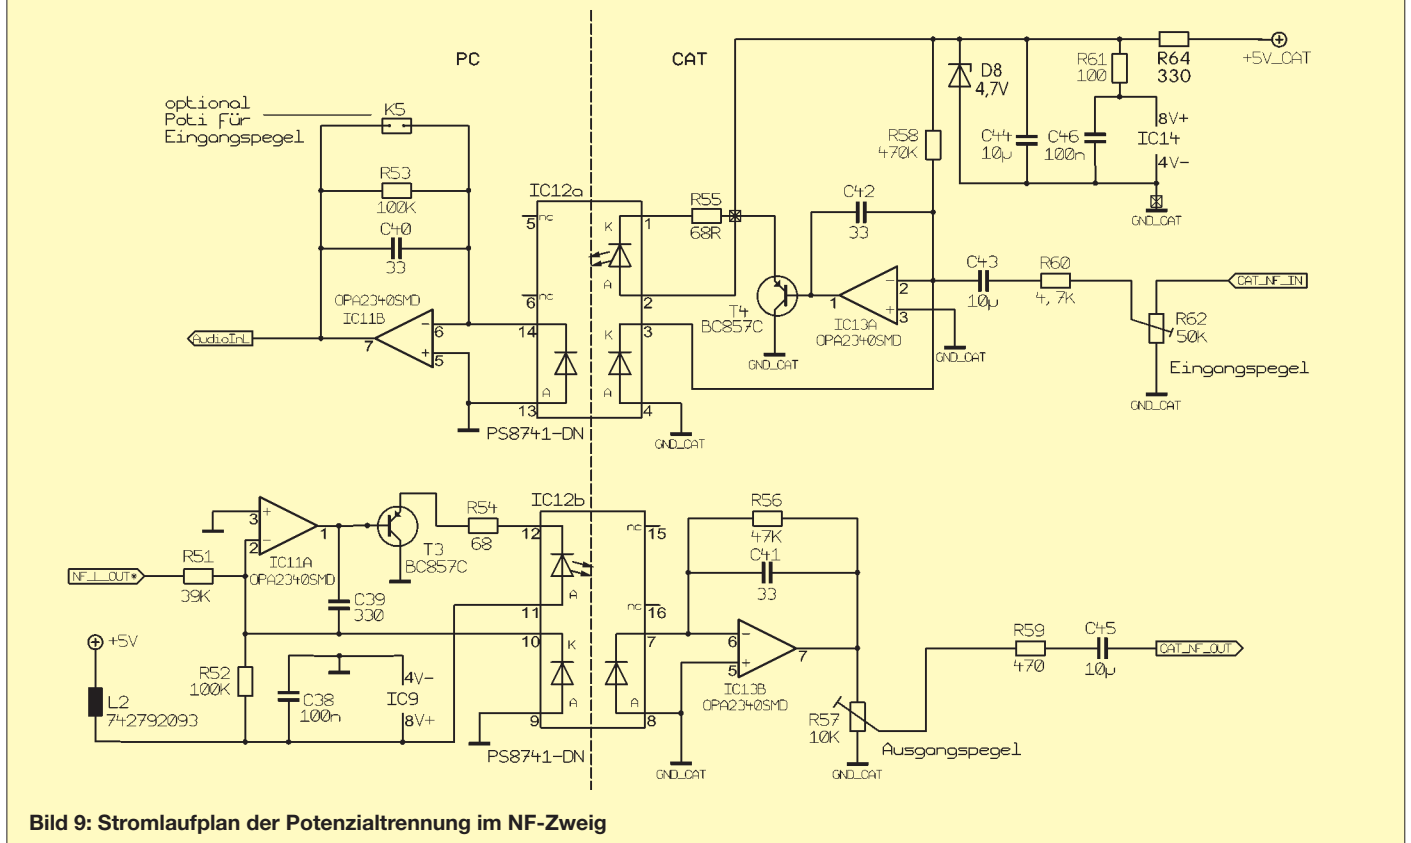 PC
CAT
optional
Poti für
Eingangspegel
K5
R53
100K
C40
33
OPA2340SMD
IC11B
6
7
5
AudioInL
IC12a
5
nc
6
nc
14
13
K
A
1
2
K
A
3
4
A
PS8741-DN
GND_CAT
R55
68R
T4
BC857C
GND_CAT
C42
33
1
2
3
IC13A
OPA2340SMD
GND_CAT
R58
470K
D8
4,7V
C44
10µ
C46
100n
R61
100
R64
330
+5V_CAT
8V+
IC14
4V-
GND_CAT
C43
10µ
R60
4,7K
CAT_NF_IN
R62
50K
Eingangspegel
GND_CAT
NF_L_OUT*
R51
39K
3
2
1
IC11A
OPA2340SMD
T3
BC857C
C39
330
R54
68
IC12b
12
11
10
9
A
K
A
nc
15
nc
16
7
8
A
PS8741-DN
+5V
L2
742792093
R52
100K
C38
100n
4V-
IC9
8V+
R56
47K
C41
33
6
5
7
IC13B
OPA2340SMD
GND_CAT
R57
10K
Ausgangspegel
GND_CAT
R59
470
C45
10µ
CAT_NF_OUT
Bild 9: Stromlaufplan der Potenzialtrennung im NF-Zweig